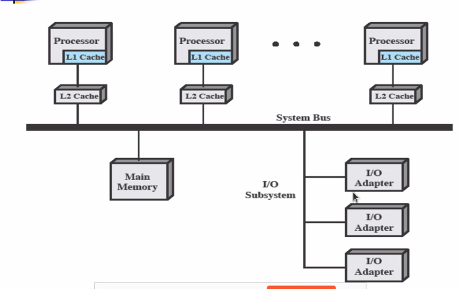 Processor
L1 Cache
Processor
L1 Cache
Processor
L1 Cache
L2 Cache
L2 Cache
L2 Cache
System Bus
Main
Memory
I/O
Subsystem
I/O
Adapter
I/O
Adapter
I/O
Adapter